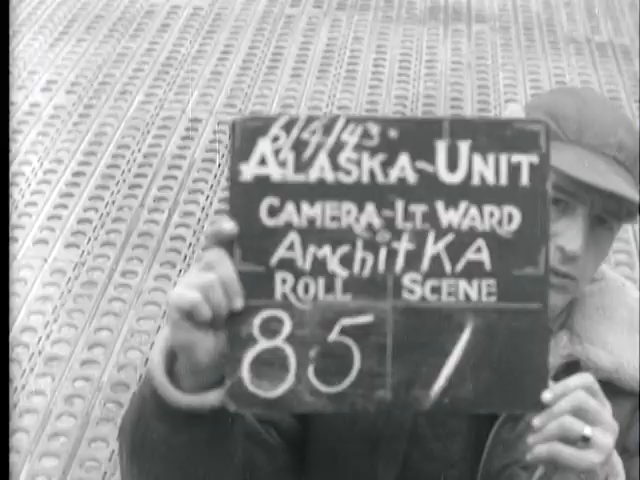 6/4/43.
ALASKA-UNIT
CAMERA-LT. WARD
AmchitKA
ROLL SCENE
85 1